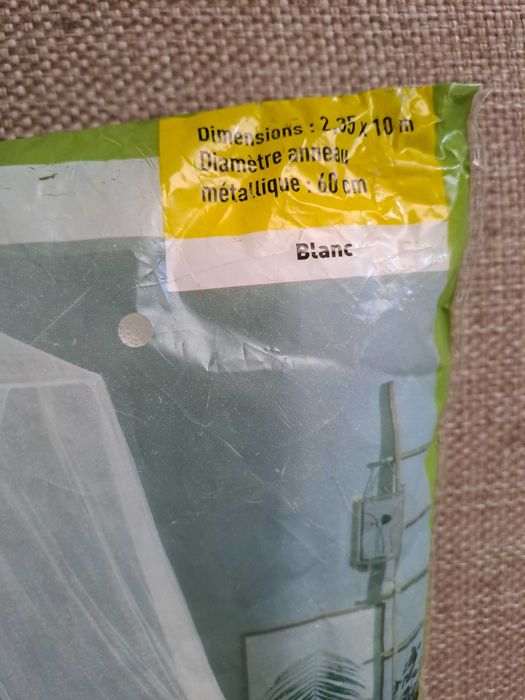 Dimensions : 2,35 x 10 m
Diamètre anneau
métallique : 60 cm
Blanc